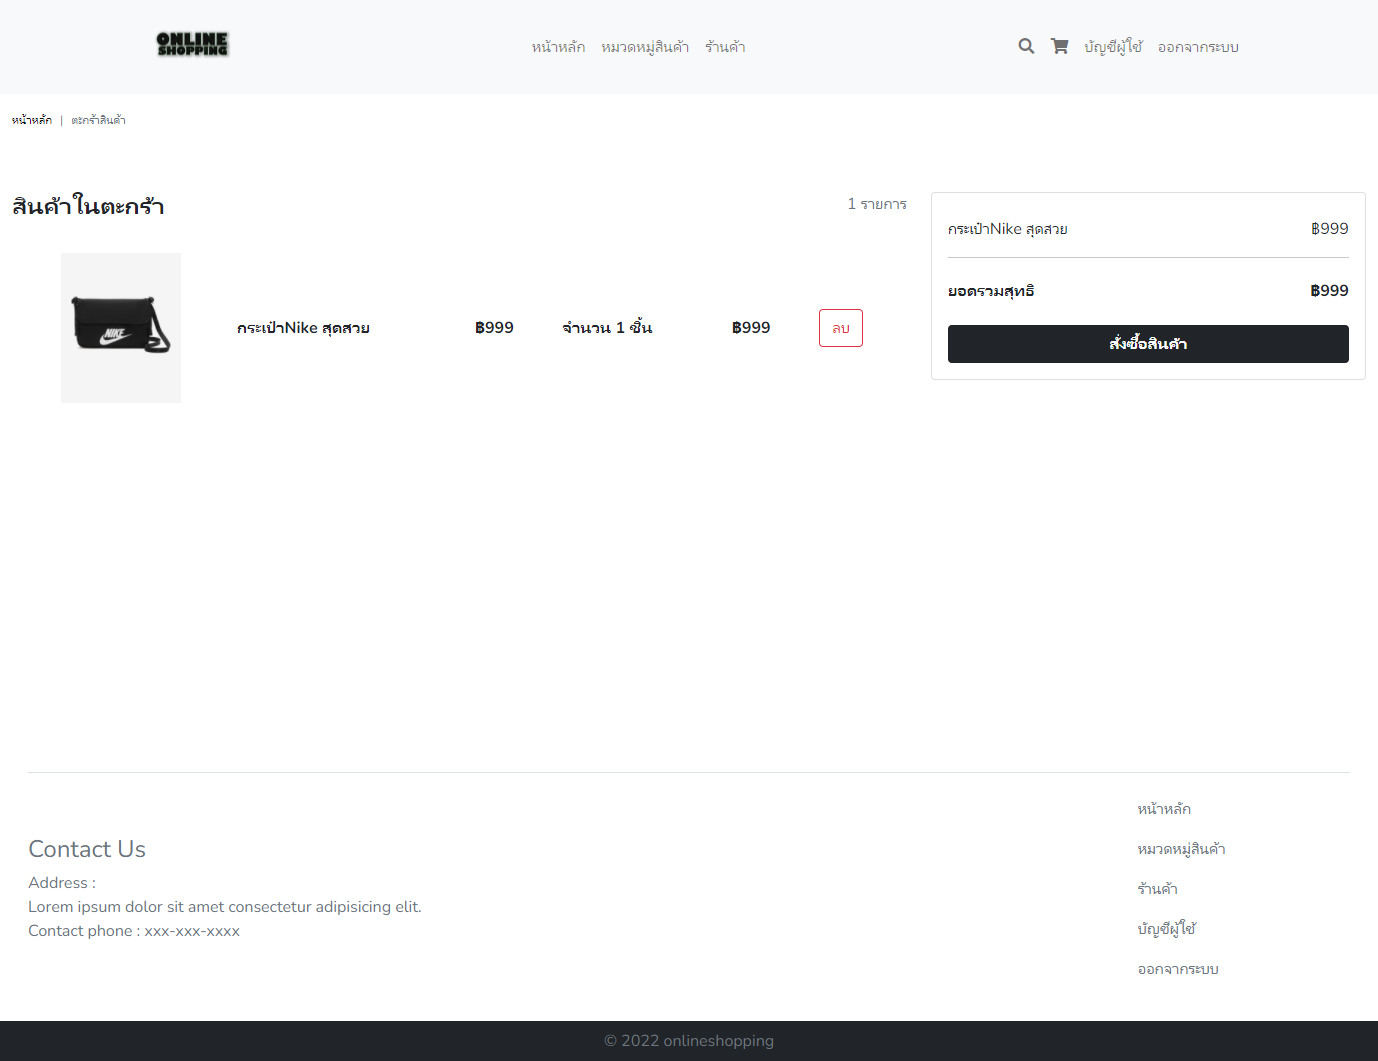 ONLINE
SHOPPING
หน้าหลัก หมวดหมู่สินค้า ร้านค้า
บัญชีผู้ใช้ ออกจากระบบ
หน้าหลัก | ตะกร้าสินค้า
สินค้าในตะกร้า
1 รายการ
NIKE
กระเป๋าNike สุดสวย ฿999 จำนวน 1 ชิ้น ฿999 ลบ
กระเป๋าNike สุดสวย ฿999
ยอดรวมสุทธิ ฿999
สั่งซื้อสินค้า
Contact Us
Address :
Lorem ipsum dolor sit amet consectetur adipisicing elit.
Contact phone : xxx-xxx-xxxx
หน้าหลัก
หมวดหมู่สินค้า
ร้านค้า
บัญชีผู้ใช้
ออกจากระบบ
© 2022 onlineshopping